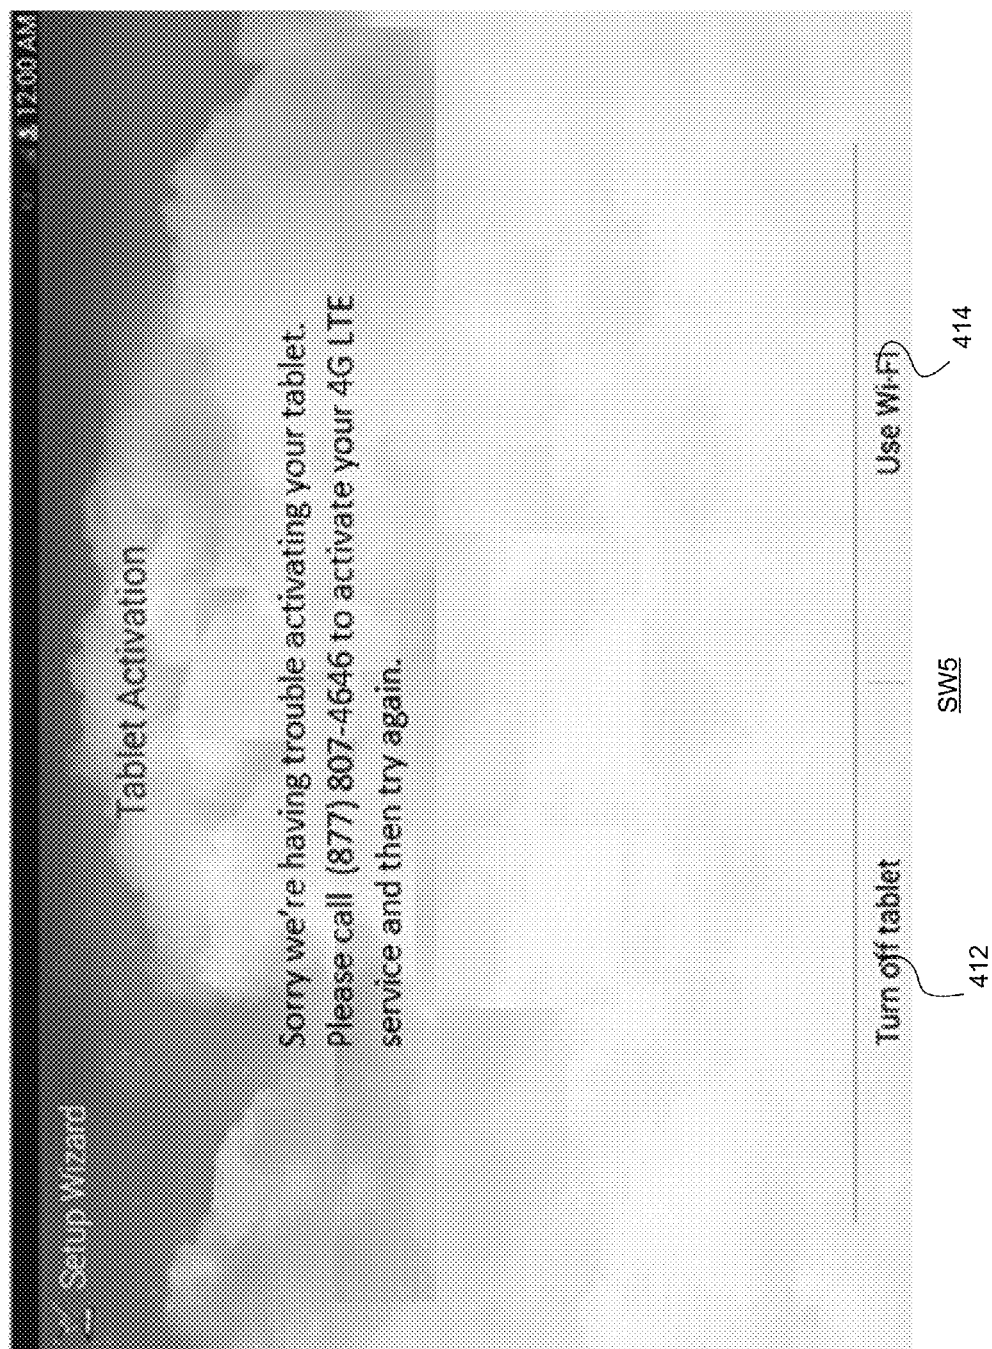 12:00 AM
Setup Wizard
Tablet Activation
Sorry we're having trouble activating your tablet.
Please call (877) 807-4646 to activate your 4G LTE
service and then try again.
Turn off tablet
Use Wi-Fi
412
414
SW5